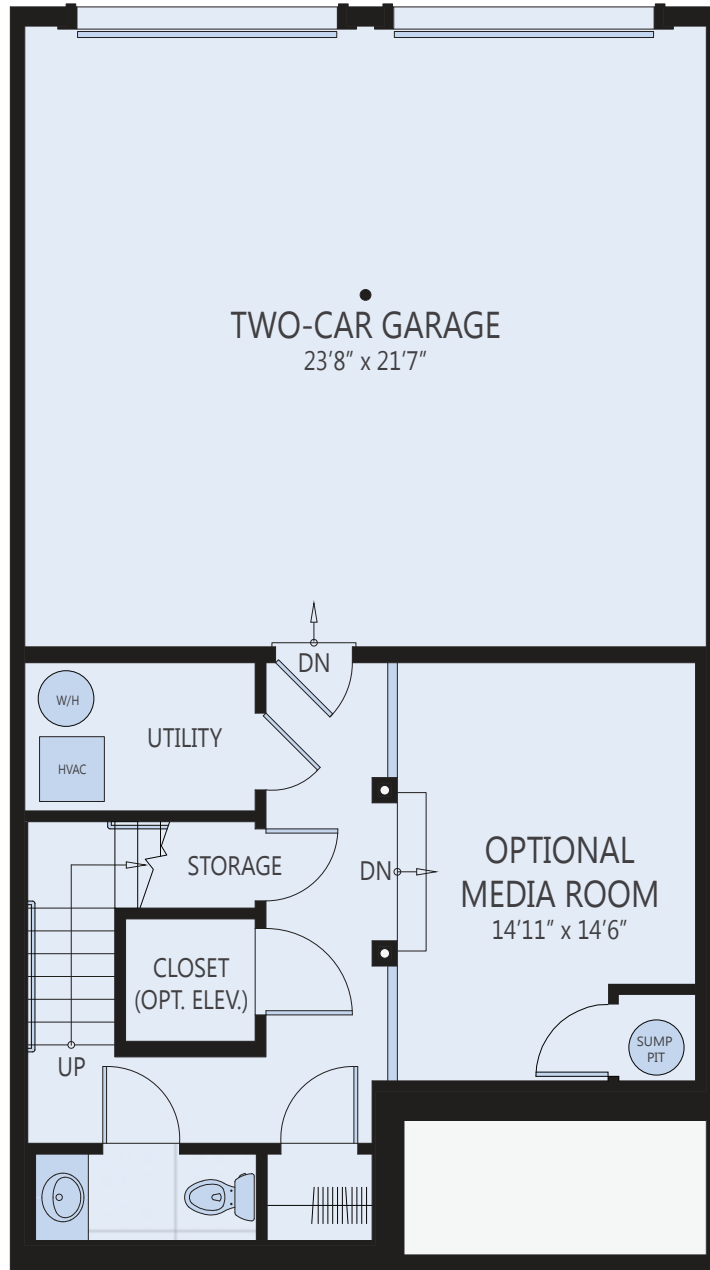 TWO-CAR GARAGE
23’8” x 21’7”
DN
W/H
UTILITY
HVAC
STORAGE
DN
OPTIONAL
MEDIA ROOM
14’11” x 14’6”
CLOSET
(OPT. ELEV.)
UP
SUMP
PIT